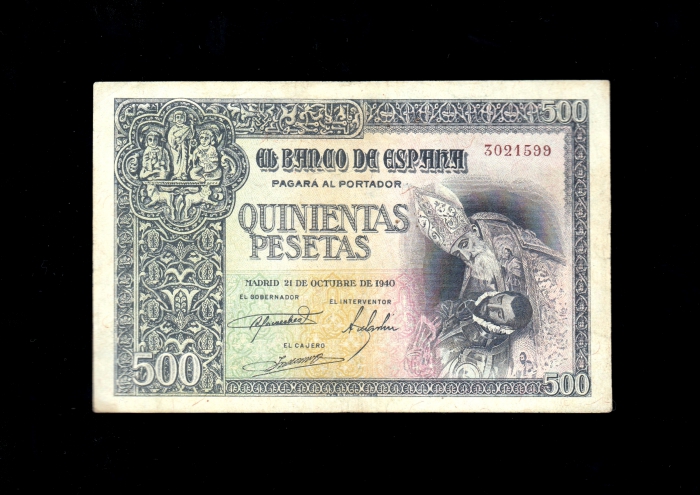 500
EL BANCO DE ESPAÑA
3021599
PAGARÁ AL PORTADOR
QUINIENTAS
PESETAS
MADRID 21 DE OCTUBRE DE 1940
EL GOBERNADOR
EL INTERVENTOR
EL CAJERO
500
500